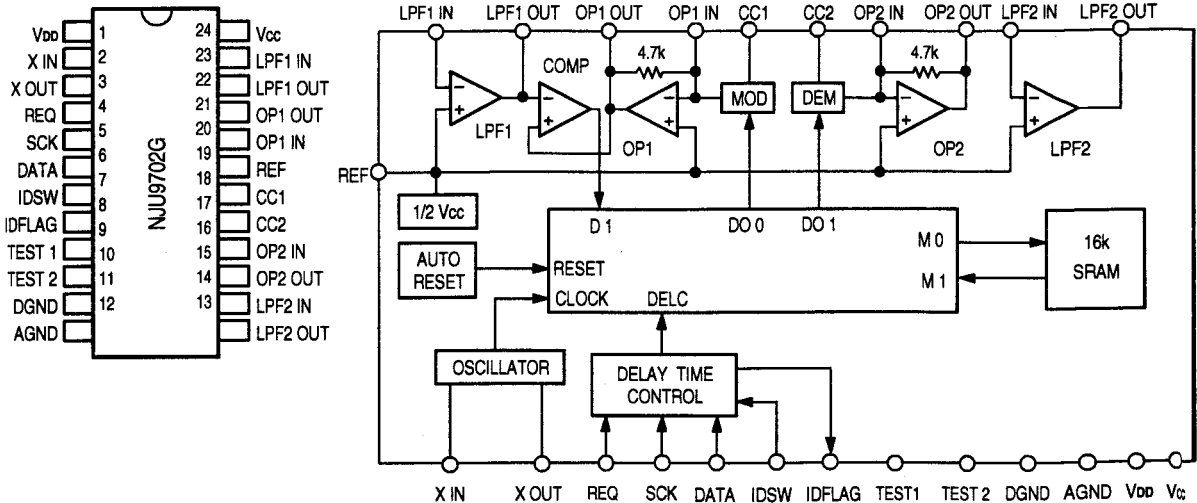 VDD 1 24 VCC
X IN 2 23 LPF1 IN
X OUT 3 22 LPF1 OUT
REQ 4 21 OP1 OUT
SCK 5 20 OP1 IN
DATA 6 19 REF
IDSW 7 18 CC1
IDFLAG 8 17 CC2
TEST 1 9 16 OP2 IN
TEST 2 10 15 OP2 OUT
DGND 11 14 LPF2 IN
AGND 12 13 LPF2 OUT
NJU9702G
LPF1 IN LPF1 OUT OP1 OUT OP1 IN CC1 CC2 OP2 IN OP2 OUT LPF2 IN LPF2 OUT
4.7k 4.7k
COMP
MOD DEM
LPF1 OP1 OP2 LPF2
REF
1/2 Vcc
D 1 DO 0 DO 1
M 0
M 1
16k
SRAM
AUTO
RESET
RESET
CLOCK DELC
OSCILLATOR
DELAY TIME
CONTROL
X IN X OUT REQ SCK DATA IDSW IDFLAG TEST1 TEST 2 DGND AGND VDD Vcc